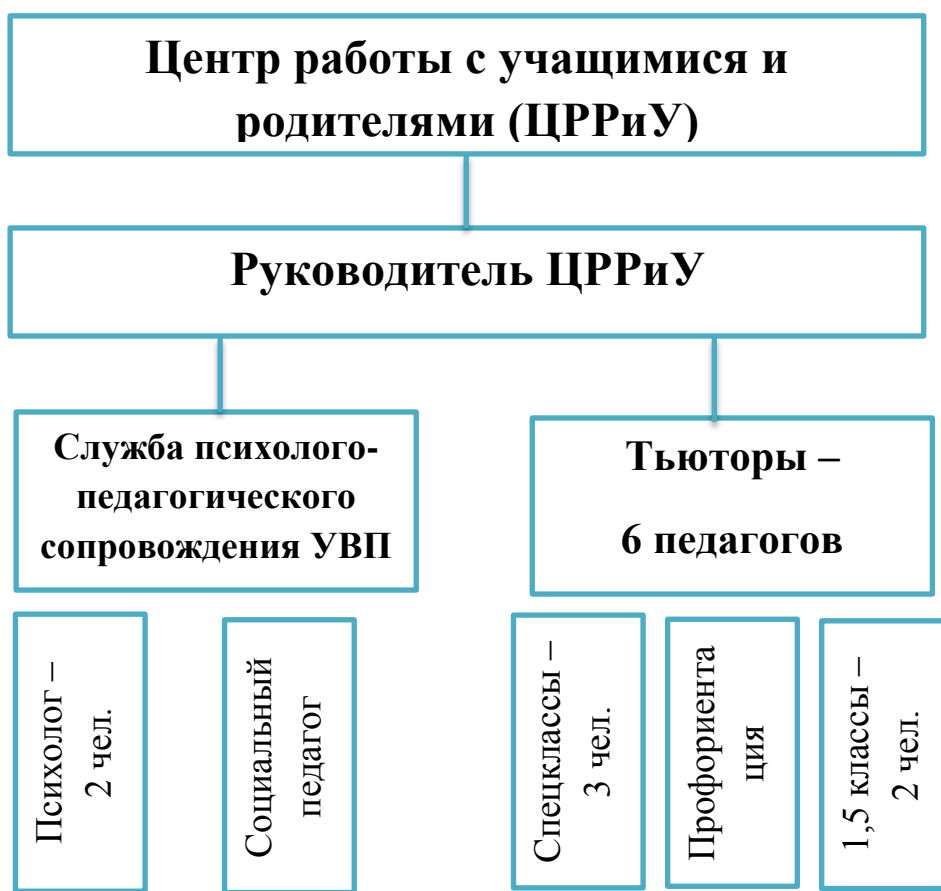 Центр работы с учащимися и
родителями (ЦРРиУ)
Руководитель ЦРРиУ
Служба психолого-
педагогического
сопровождения УВП
Тьюторы –
6 педагогов
Психолог –
2 чел.
Социальный
педагог
Спецклассы –
3 чел.
Профориента
ция
1,5 классы –
2 чел.